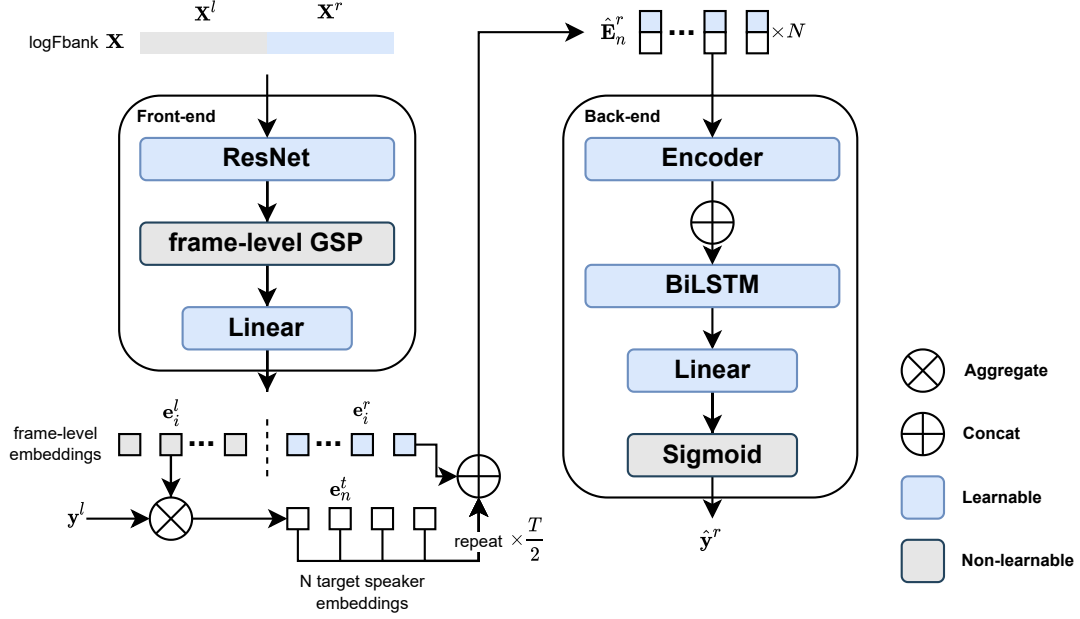 X^l X^r
logFbank X
Front-end
ResNet
frame-level GSP
Linear
e_i^l e_i^r
frame-level
embeddings
y^l
e_n^t
repeat × T/2
N target speaker
embeddings
Ê_n^r ... × N
Back-end
Encoder
BiLSTM
Linear
Sigmoid
ŷ^r
Aggregate
Concat
Learnable
Non-learnable